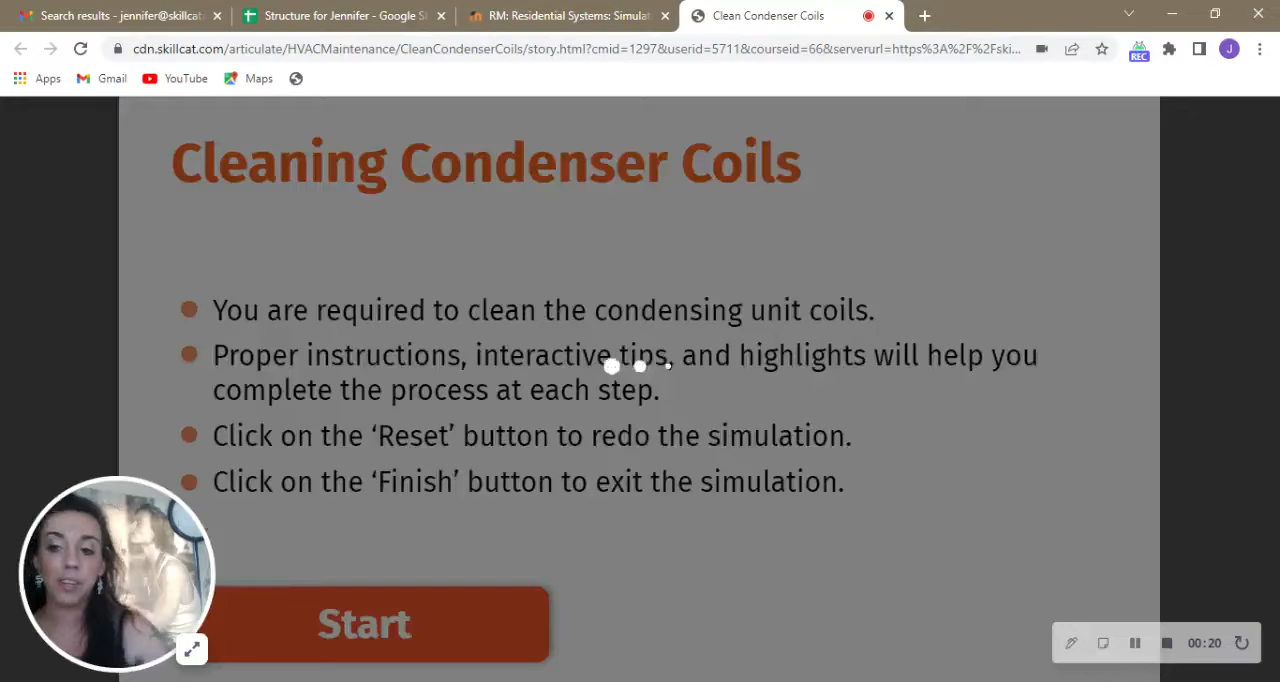 Search results - jennifer@skillcat
Structure for Jennifer - Google S
RM: Residential Systems: Simula
Clean Condenser Coils
cdn.skillcat.com/articulate/HVACMaintenance/CleanCondenserCoils/story.html?cmid=1297&userid=5711&courseid=66&serverurl=https%3A%2F%2Fski...
REC
J
Apps
Gmail
YouTube
Maps
Cleaning Condenser Coils
You are required to clean the condensing unit coils.
Proper instructions, interactive tips, and highlights will help you
complete the process at each step.
Click on the ‘Reset’ button to redo the simulation.
Click on the ‘Finish’ button to exit the simulation.
Start
00:20